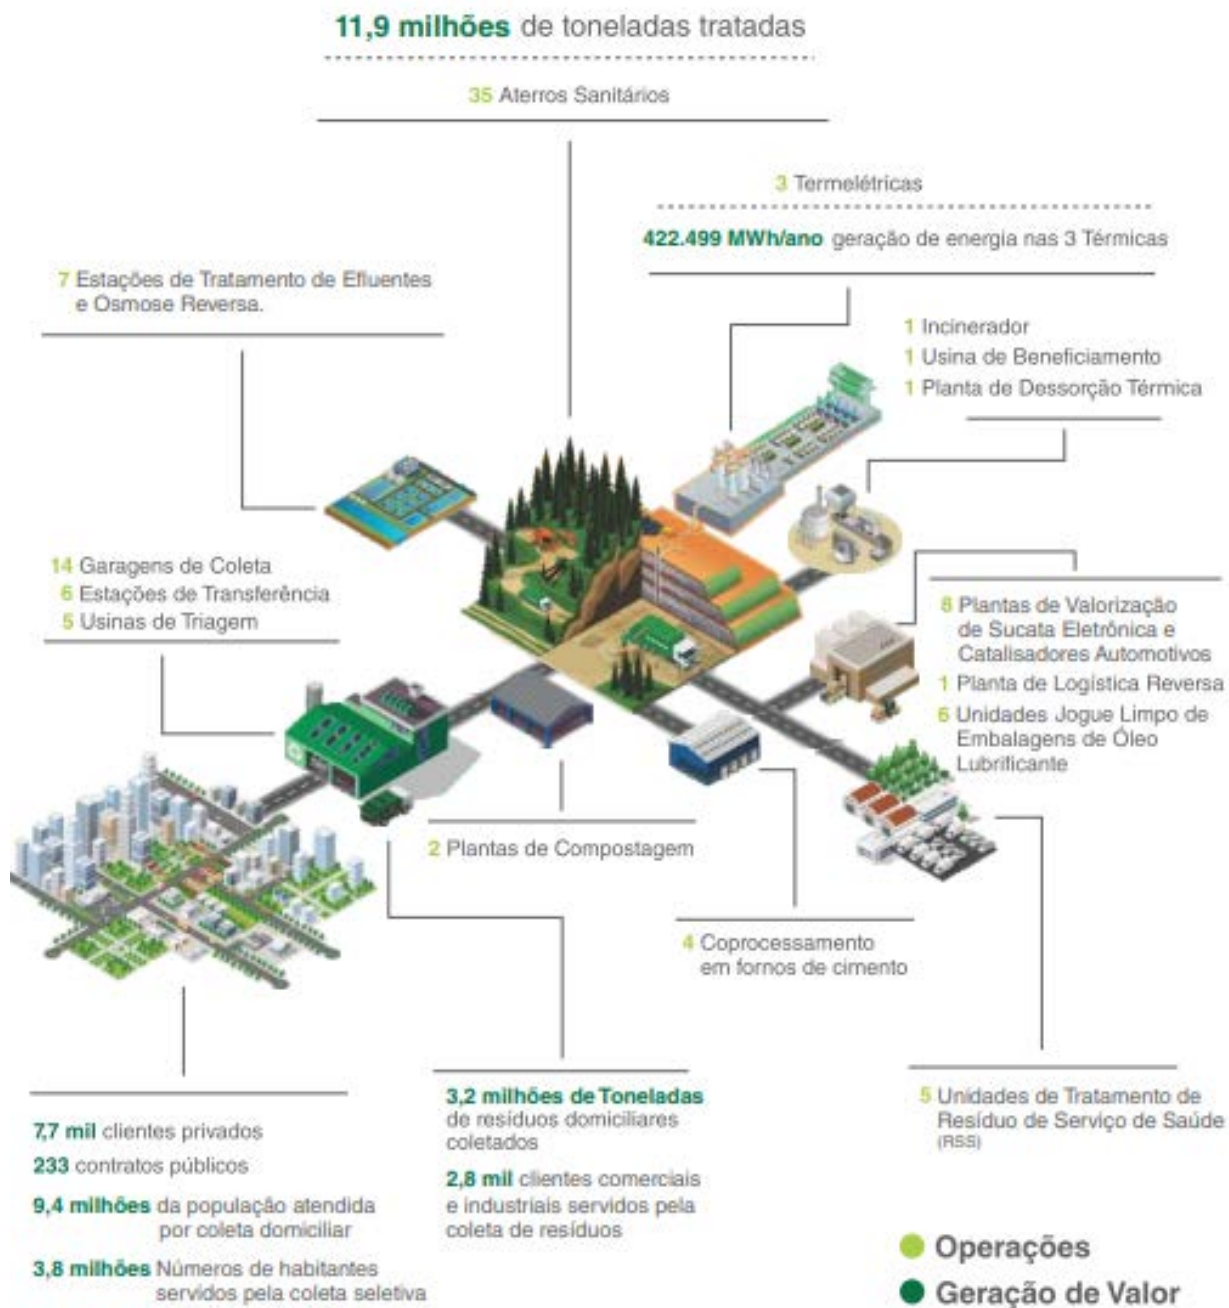 11,9 milhões de toneladas tratadas
35 Aterros Sanitários
3 Termelétricas
422.499 MWh/ano geração de energia nas 3 Térmicas
7 Estações de Tratamento de Efluentes
e Osmose Reversa.
1 Incinerador
1 Usina de Beneficiamento
1 Planta de Dessorção Térmica
14 Garagens de Coleta
6 Estações de Transferência
5 Usinas de Triagem
8 Plantas de Valorização
de Sucata Eletrônica e
Catalisadores Automotivos
1 Planta de Logística Reversa
6 Unidades Jogue Limpo de
Embalagens de Óleo
Lubrificante
2 Plantas de Compostagem
4 Coprocessamento
em fornos de cimento
7,7 mil clientes privados
233 contratos públicos
9,4 milhões da população atendida
por coleta domiciliar
3,8 milhões Números de habitantes
servidos pela coleta seletiva
3,2 milhões de Toneladas
de resíduos domiciliares
coletados
2,8 mil clientes comerciais
e industriais servidos pela
coleta de resíduos
5 Unidades de Tratamento de
Resíduo de Serviço de Saúde
(RSS)
Operações
Geração de Valor